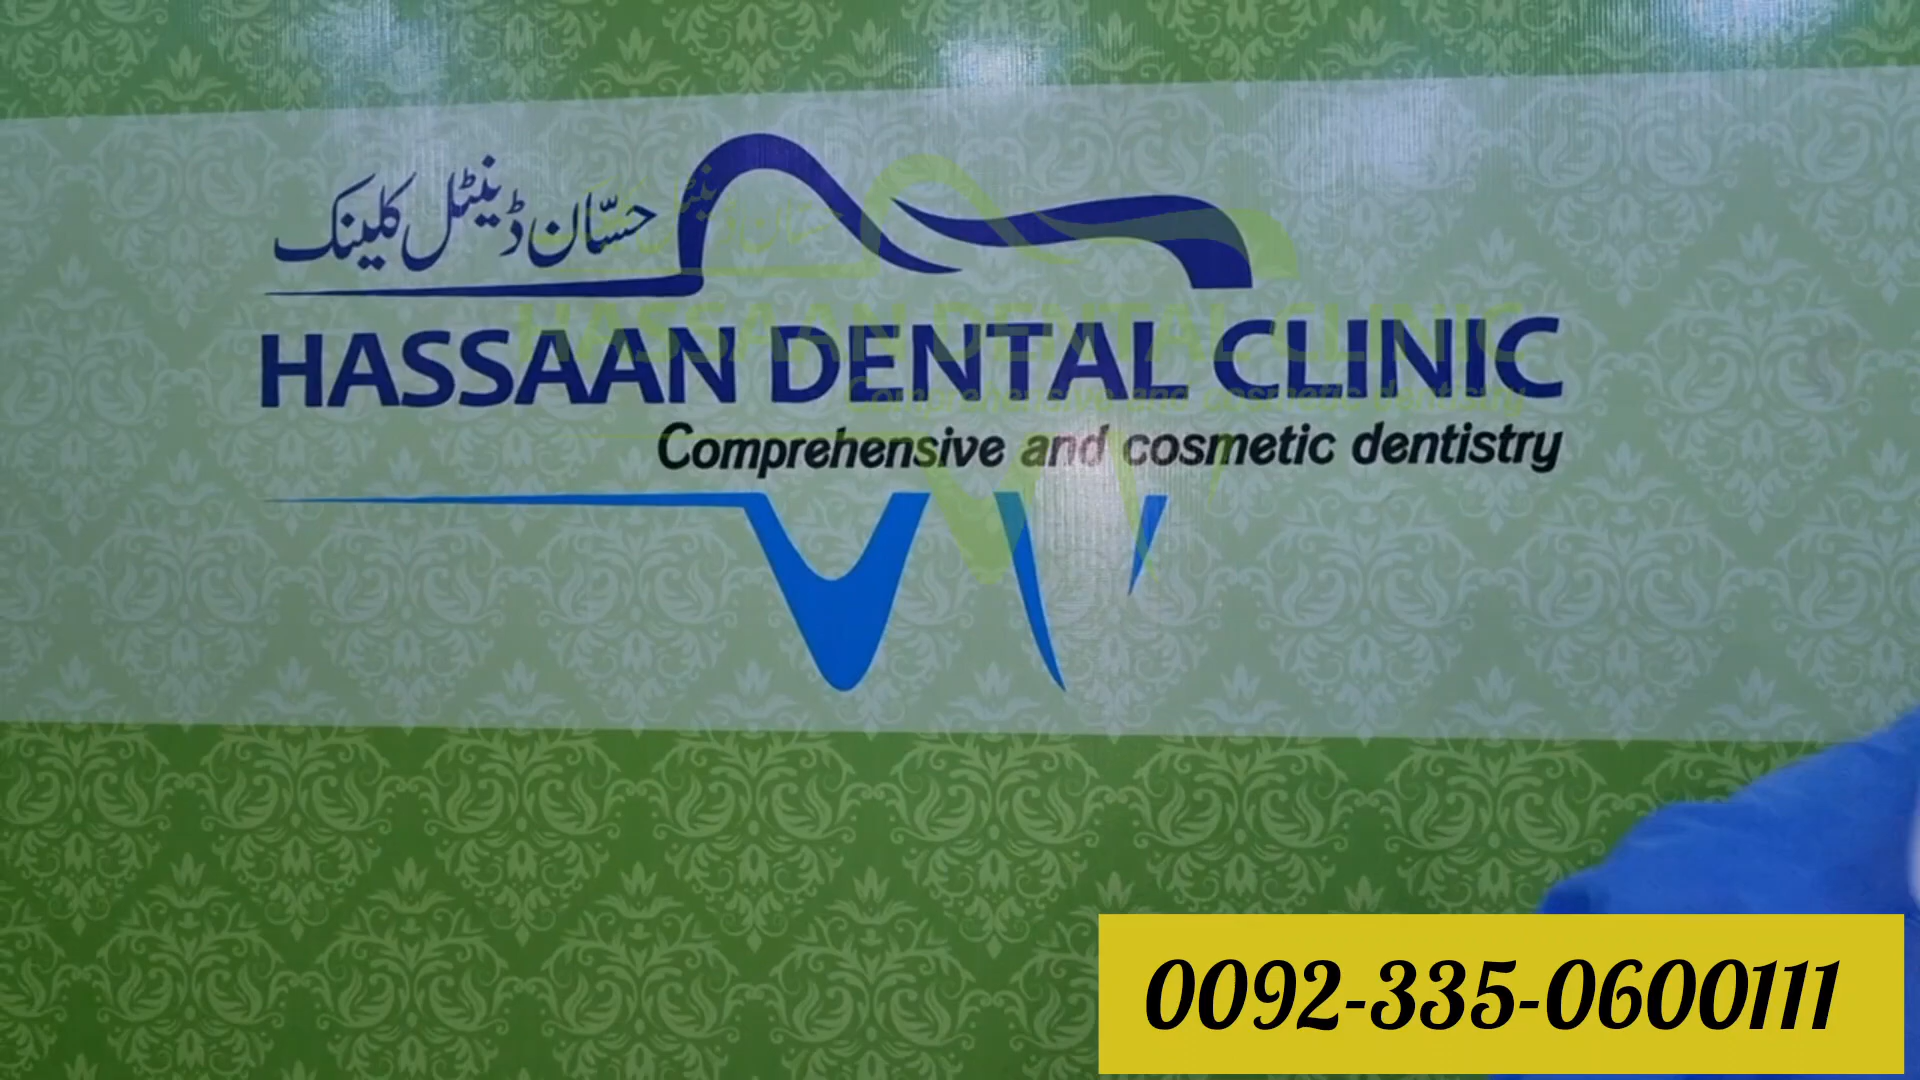 حسّان ڈینٹل کلینک
HASSAAN DENTAL CLINIC
Comprehensive and cosmetic dentistry
0092-335-0600111